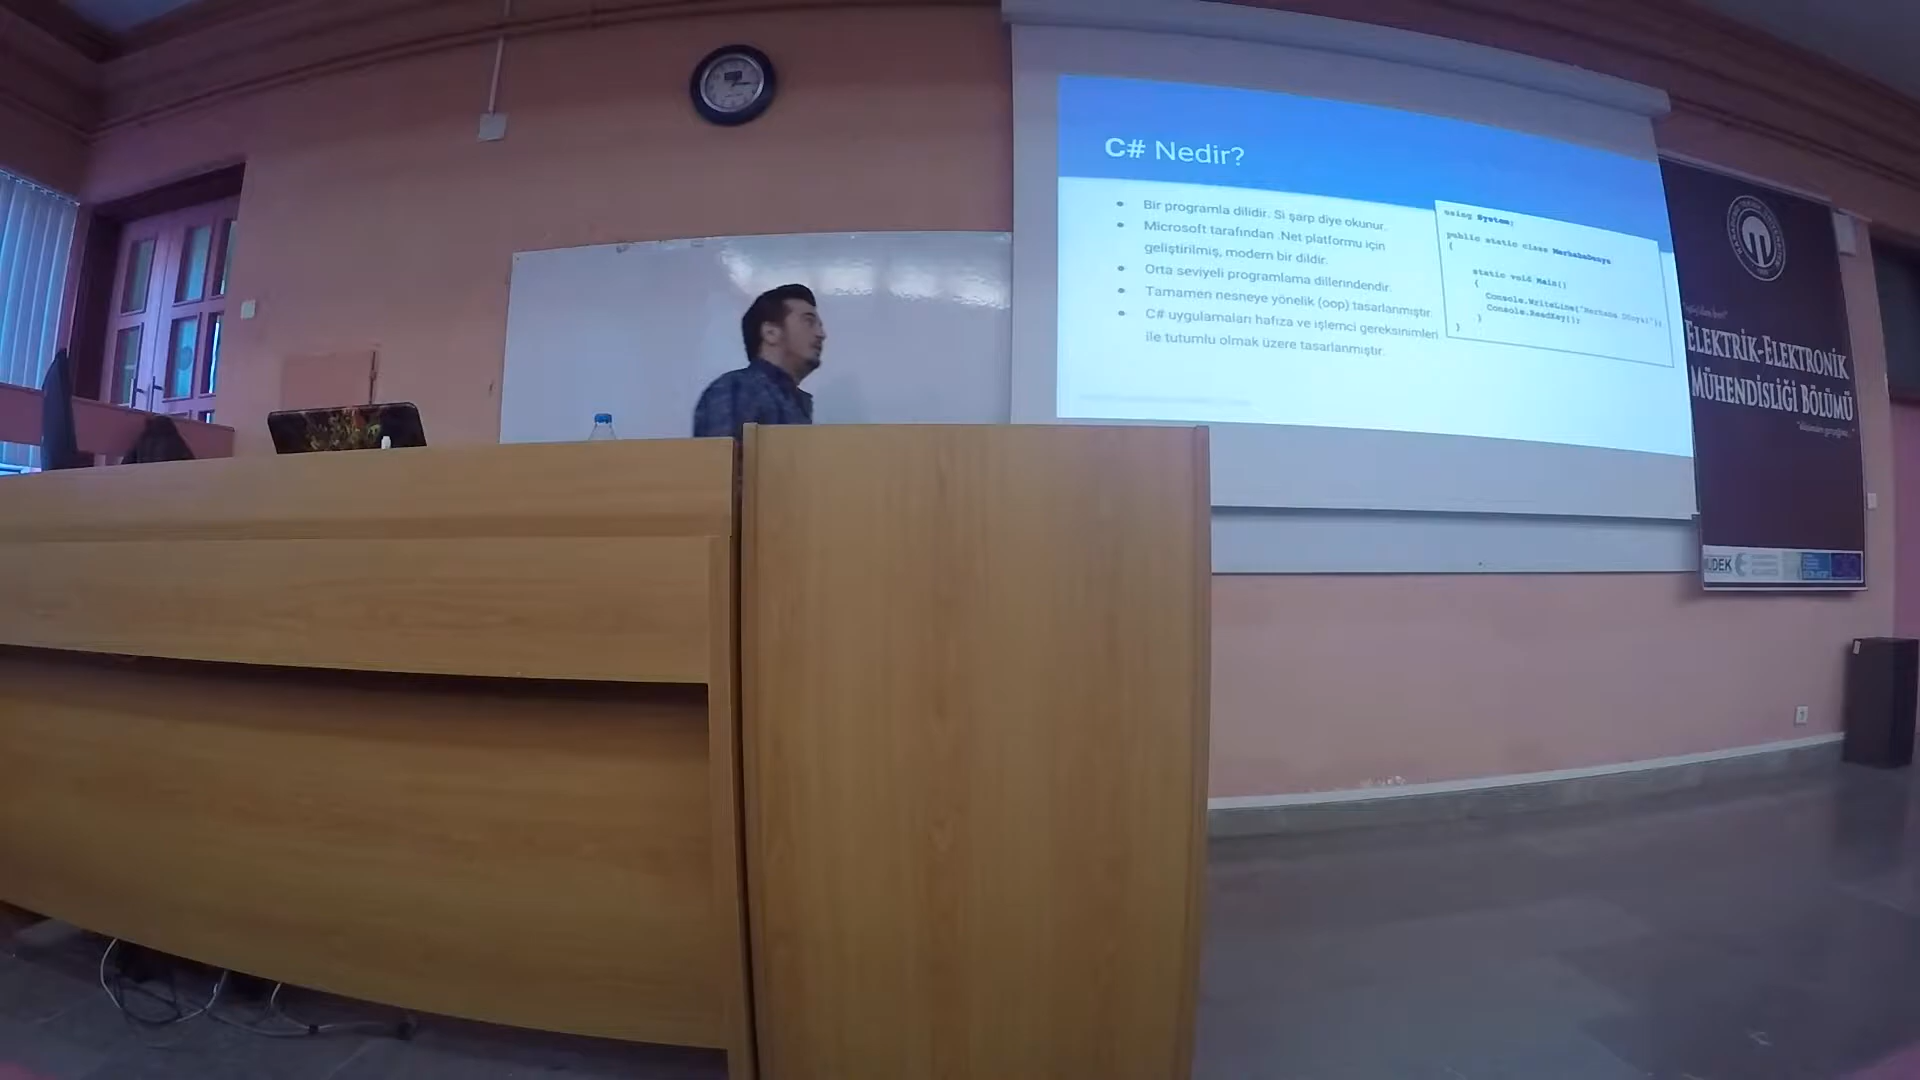 C# Nedir?
Bir programla dilidir. Si şarp diye okunur.
Microsoft tarafından .Net platformu için
geliştirilmiş, modern bir dildir.
Orta seviyeli programlama dillerindendir.
Tamamen nesneye yönelik (oop) tasarlanmıştır.
C# uygulamaları hafıza ve işlemci gereksinimleri
ile tutumlu olmak üzere tasarlanmıştır.
using System;
public static class MerhabaDunya
{
static void Main()
{
Console.WriteLine("Merhaba Dünya!");
Console.ReadKey();
}
}
ELEKTRİK-ELEKTRONİK
MÜHENDİSLİĞİ BÖLÜMÜ
MÜDEK